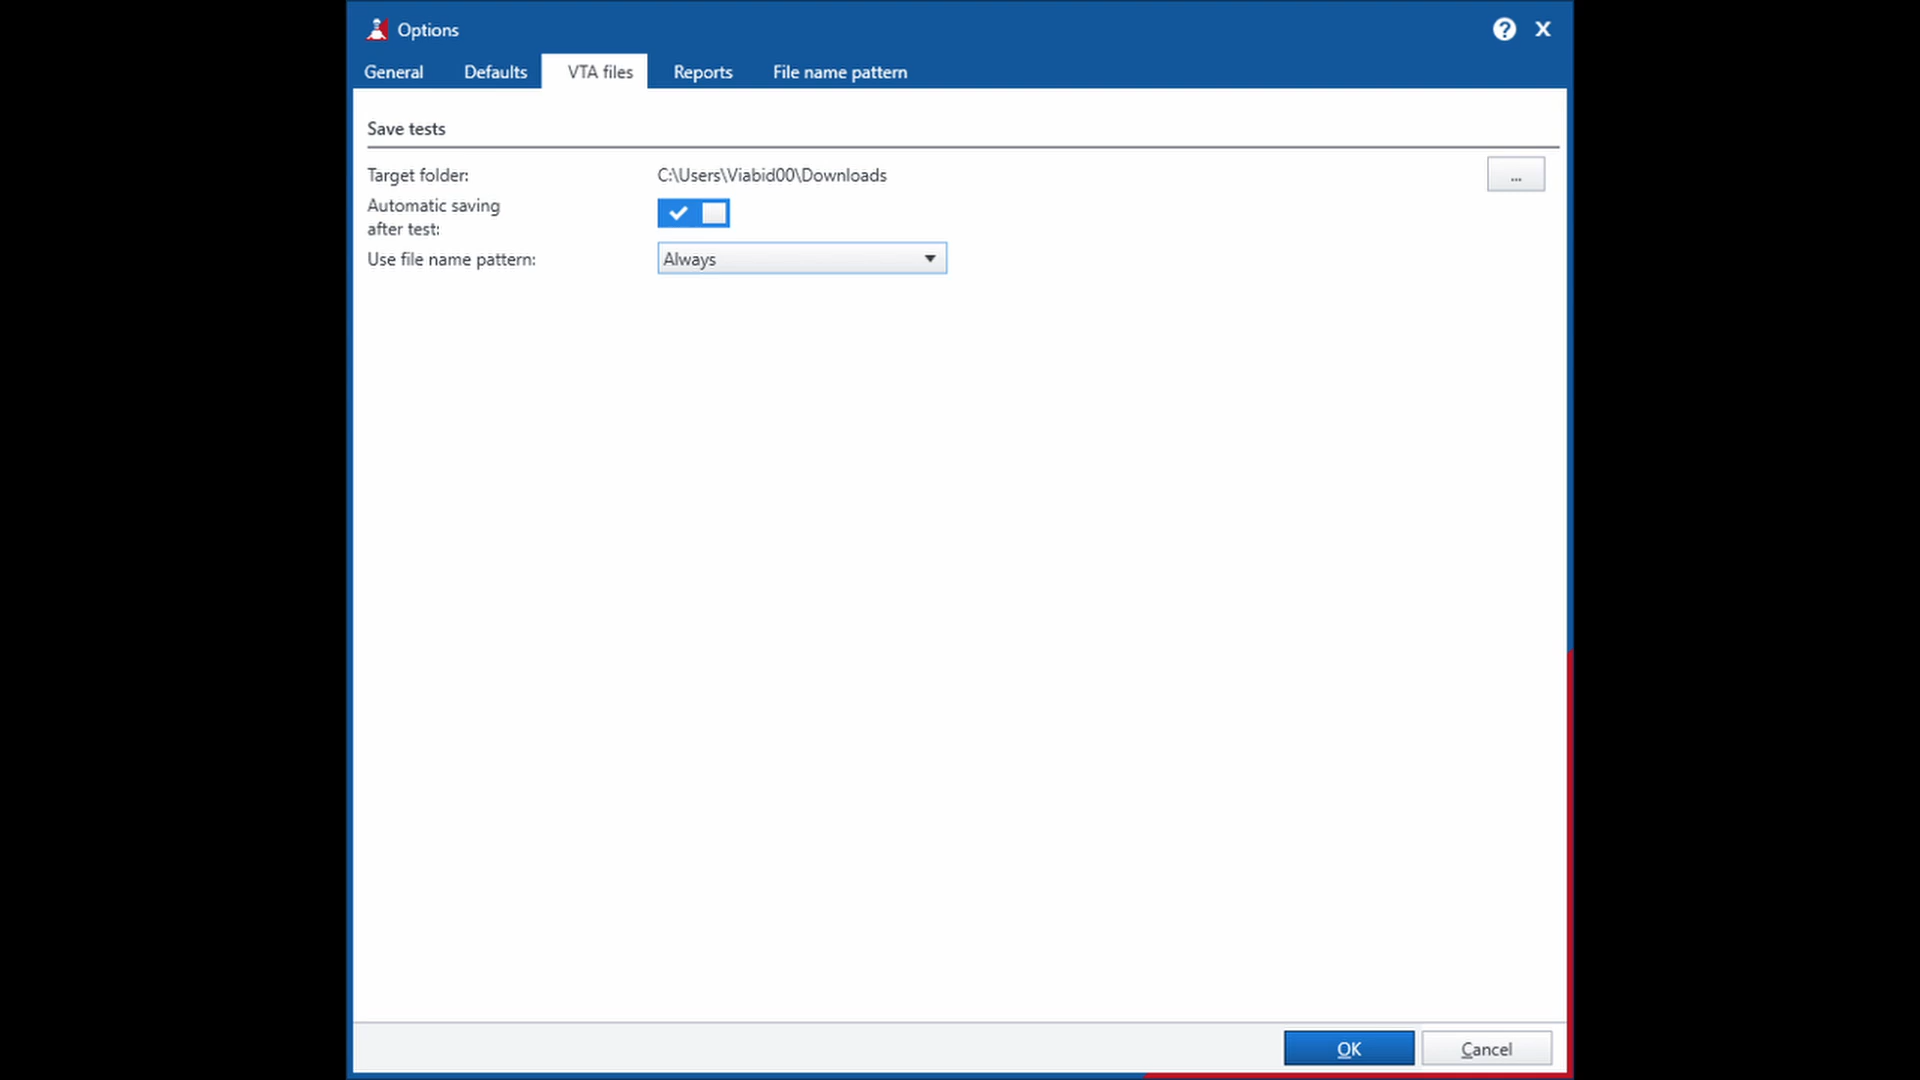 Options
General Defaults VTA files Reports File name pattern
Save tests
Target folder: C:\Users\Viabid00\Downloads ...
Automatic saving
after test:
Use file name pattern: Always
OK Cancel